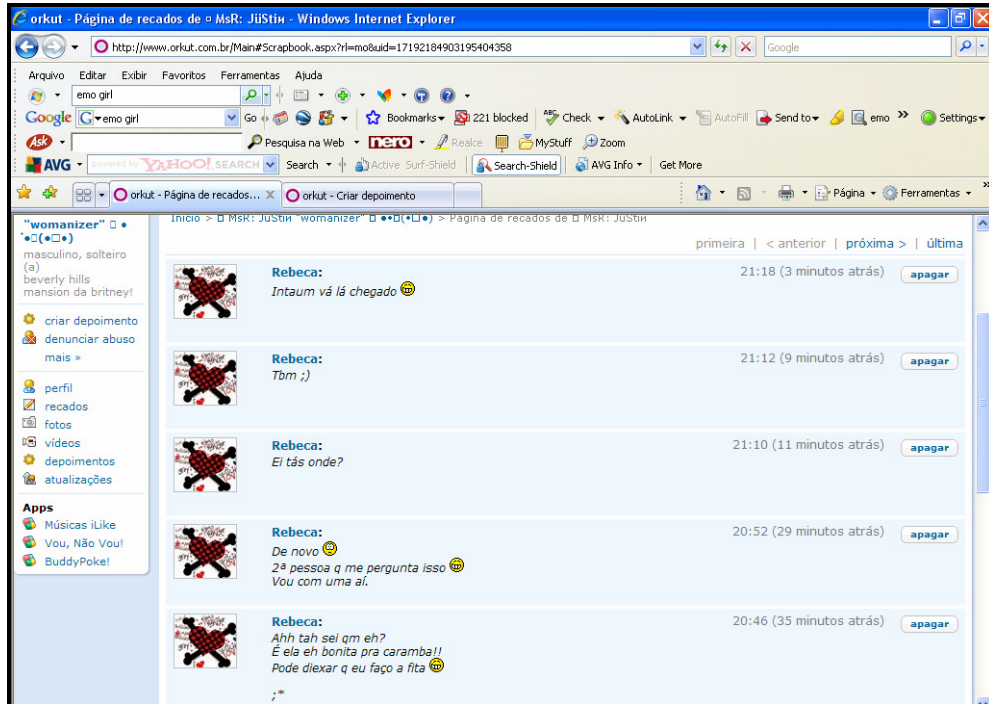 orkut - Página de recados de ¤ MsR: JüStiи - Windows Internet Explorer
http://www.orkut.com.br/Main#Scrapbook.aspx?rl=mo&uid=17192184903195404358
Google
Arquivo Editar Exibir Favoritos Ferramentas Ajuda
emo girl
Google G emo girl Go Bookmarks 221 blocked ABC Check AutoLink AutoFill Send to emo » Settings
Ask Pesquisa na Web nero Realce MyStuff Zoom
AVG powered by YAHOO! SEARCH Search Active Surf-Shield Search-Shield AVG Info Get More
orkut - Página de recados... X orkut - Criar depoimento Página Ferramentas »
"womanizer" □ •
`•□(•□•)
masculino, solteiro
(a)
beverly hills
mansion da britney!
criar depoimento
denunciar abuso
mais »
perfil
recados
fotos
vídeos
depoimentos
atualizações
Apps
Músicas iLike
Vou, Não Vou!
BuddyPoke!
Início > □ MsR: JüStiи "womanizer" □ ••□(•□•) > Página de recados de □ MsR: JüStiи
primeira | < anterior | próxima > | última
Rebeca: 21:18 (3 minutos atrás) apagar
Intaum vá lá chegado
Rebeca: 21:12 (9 minutos atrás) apagar
Tbm ;)
Rebeca: 21:10 (11 minutos atrás) apagar
Ei tás onde?
Rebeca: 20:52 (29 minutos atrás) apagar
De novo
2ª pessoa q me pergunta isso
Vou com uma aí.
Rebeca: 20:46 (35 minutos atrás) apagar
Ahh tah sei qm eh?
É ela eh bonita pra caramba!!
Pode diexar q eu faço a fita
;*